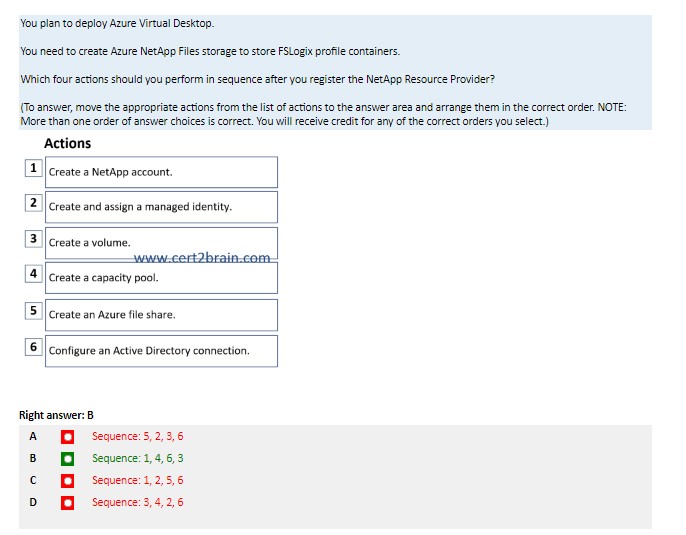 You plan to deploy Azure Virtual Desktop.
You need to create Azure NetApp Files storage to store FSLogix profile containers.
Which four actions should you perform in sequence after you register the NetApp Resource Provider?
(To answer, move the appropriate actions from the list of actions to the answer area and arrange them in the correct order. NOTE:
More than one order of answer choices is correct. You will receive credit for any of the correct orders you select.)
Actions
1 Create a NetApp account.
2 Create and assign a managed identity.
3 Create a volume.
www.cert2brain.com
4 Create a capacity pool.
5 Create an Azure file share.
6 Configure an Active Directory connection.
Right answer: B
A Sequence: 5, 2, 3, 6
B Sequence: 1, 4, 6, 3
C Sequence: 1, 2, 5, 6
D Sequence: 3, 4, 2, 6